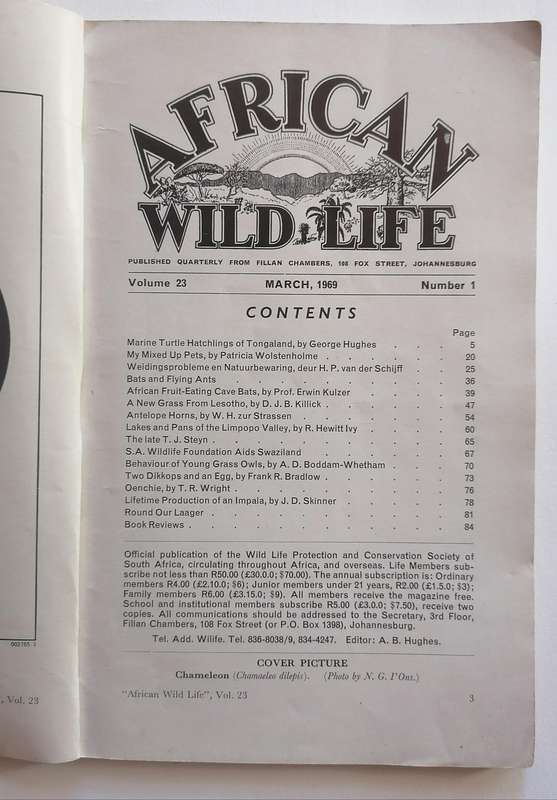 AFRICAN
WILD LIFE
PUBLISHED QUARTERLY FROM FILLAN CHAMBERS, 108 FOX STREET, JOHANNESBURG
Volume 23 MARCH, 1969 Number 1
CONTENTS
Page
Marine Turtle Hatchlings of Tongaland, by George Hughes . . . 5
My Mixed Up Pets, by Patricia Wolstenholme . . . . . . 20
Weidingsprobleme en Natuurbewaring, deur H. P. van der Schijff . . 25
Bats and Flying Ants . . . . . . . . . 36
African Fruit-Eating Cave Bats, by Prof. Erwin Kulzer . . . . 39
A New Grass From Lesotho, by D. J. B. Killick . . . . . 47
Antelope Horns, by W. H. zur Strassen . . . . . . 54
Lakes and Pans of the Limpopo Valley, by R. Hewitt Ivy . . . . 60
The late T. J. Steyn . . . . . . . . . . 65
S.A. Wildlife Foundation Aids Swaziland . . . . . . 67
Behaviour of Young Grass Owls, by A. D. Boddam-Whetham . . . 70
Two Dikkops and an Egg, by Frank R. Bradlow . . . . . 73
Oenchie, by T. R. Wright . . . . . . . . . 76
Lifetime Production of an Impala, by J. D. Skinner . . . . 78
Round Our Laager . . . . . . . . . . 81
Book Reviews . . . . . . . . . . . 84
Official publication of the Wild Life Protection and Conservation Society of
South Africa, circulating throughout Africa, and overseas. Life Members sub-
scribe not less than R50.00 (£30.0.0; $70.00). The annual subscription is: Ordinary
members R4.00 (£2.10.0; $6); Junior members under 21 years, R2.00 (£1.5.0; $3);
Family members R6.00 (£3.15.0; $9). All members receive the magazine free.
School and institutional members subscribe R5.00 (£3.0.0; $7.50), receive two
copies. All communications should be addressed to the Secretary, 3rd Floor,
Fillan Chambers, 108 Fox Street (or P.O. Box 1398), Johannesburg.
Tel. Add. Wilife. Tel. 836-8038/9, 834-4247. Editor: A. B. Hughes.
COVER PICTURE
Chameleon (Chamaeleo dilepis). (Photo by N. G. I'Ons.)
"African Wild Life", Vol. 23 3
, Vol. 23